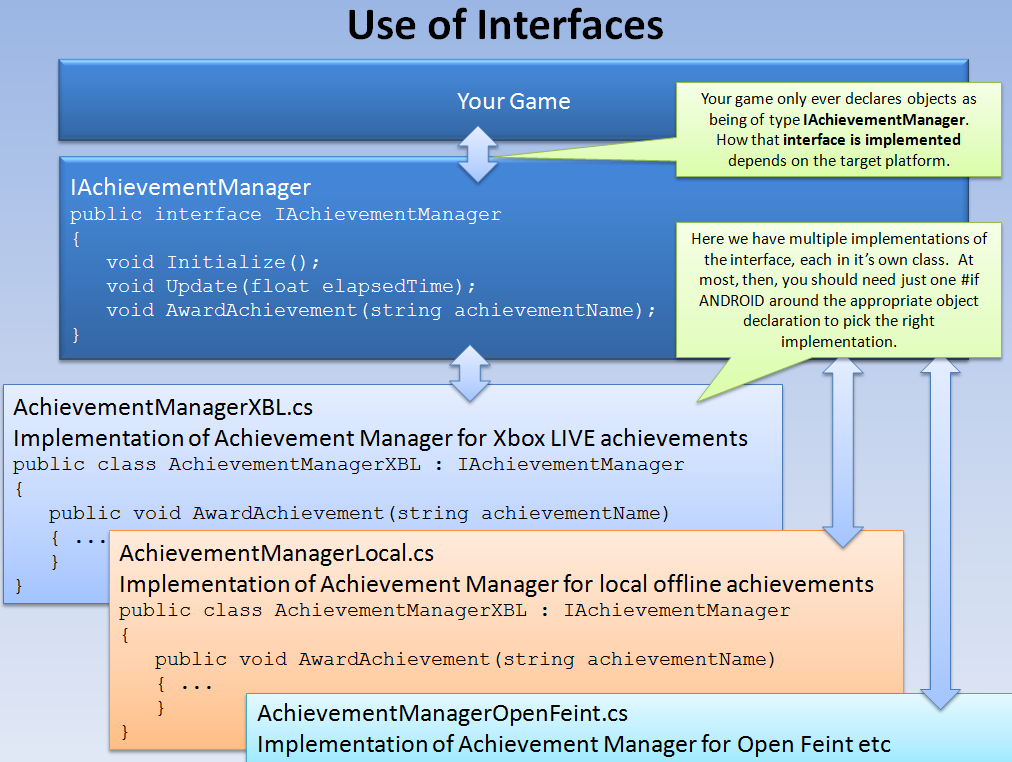 Use of Interfaces
Your Game
Your game only ever declares objects as
being of type IAchievementManager.
How that interface is implemented
depends on the target platform.
IAchievementManager
public interface IAchievementManager
{
void Initialize();
void Update(float elapsedTime);
void AwardAchievement(string achievementName);
}
Here we have multiple implementations of
the interface, each in it’s own class. At
most, then, you should need just one #if
ANDROID around the appropriate object
declaration to pick the right
implementation.
AchievementManagerXBL.cs
Implementation of Achievement Manager for Xbox LIVE achievements
public class AchievementManagerXBL : IAchievementManager
{
public void AwardAchievement(string achievementName)
{ ...
}
}
AchievementManagerLocal.cs
Implementation of Achievement Manager for local offline achievements
public class AchievementManagerXBL : IAchievementManager
{
public void AwardAchievement(string achievementName)
{ ...
}
}
AchievementManagerOpenFeint.cs
Implementation of Achievement Manager for Open Feint etc